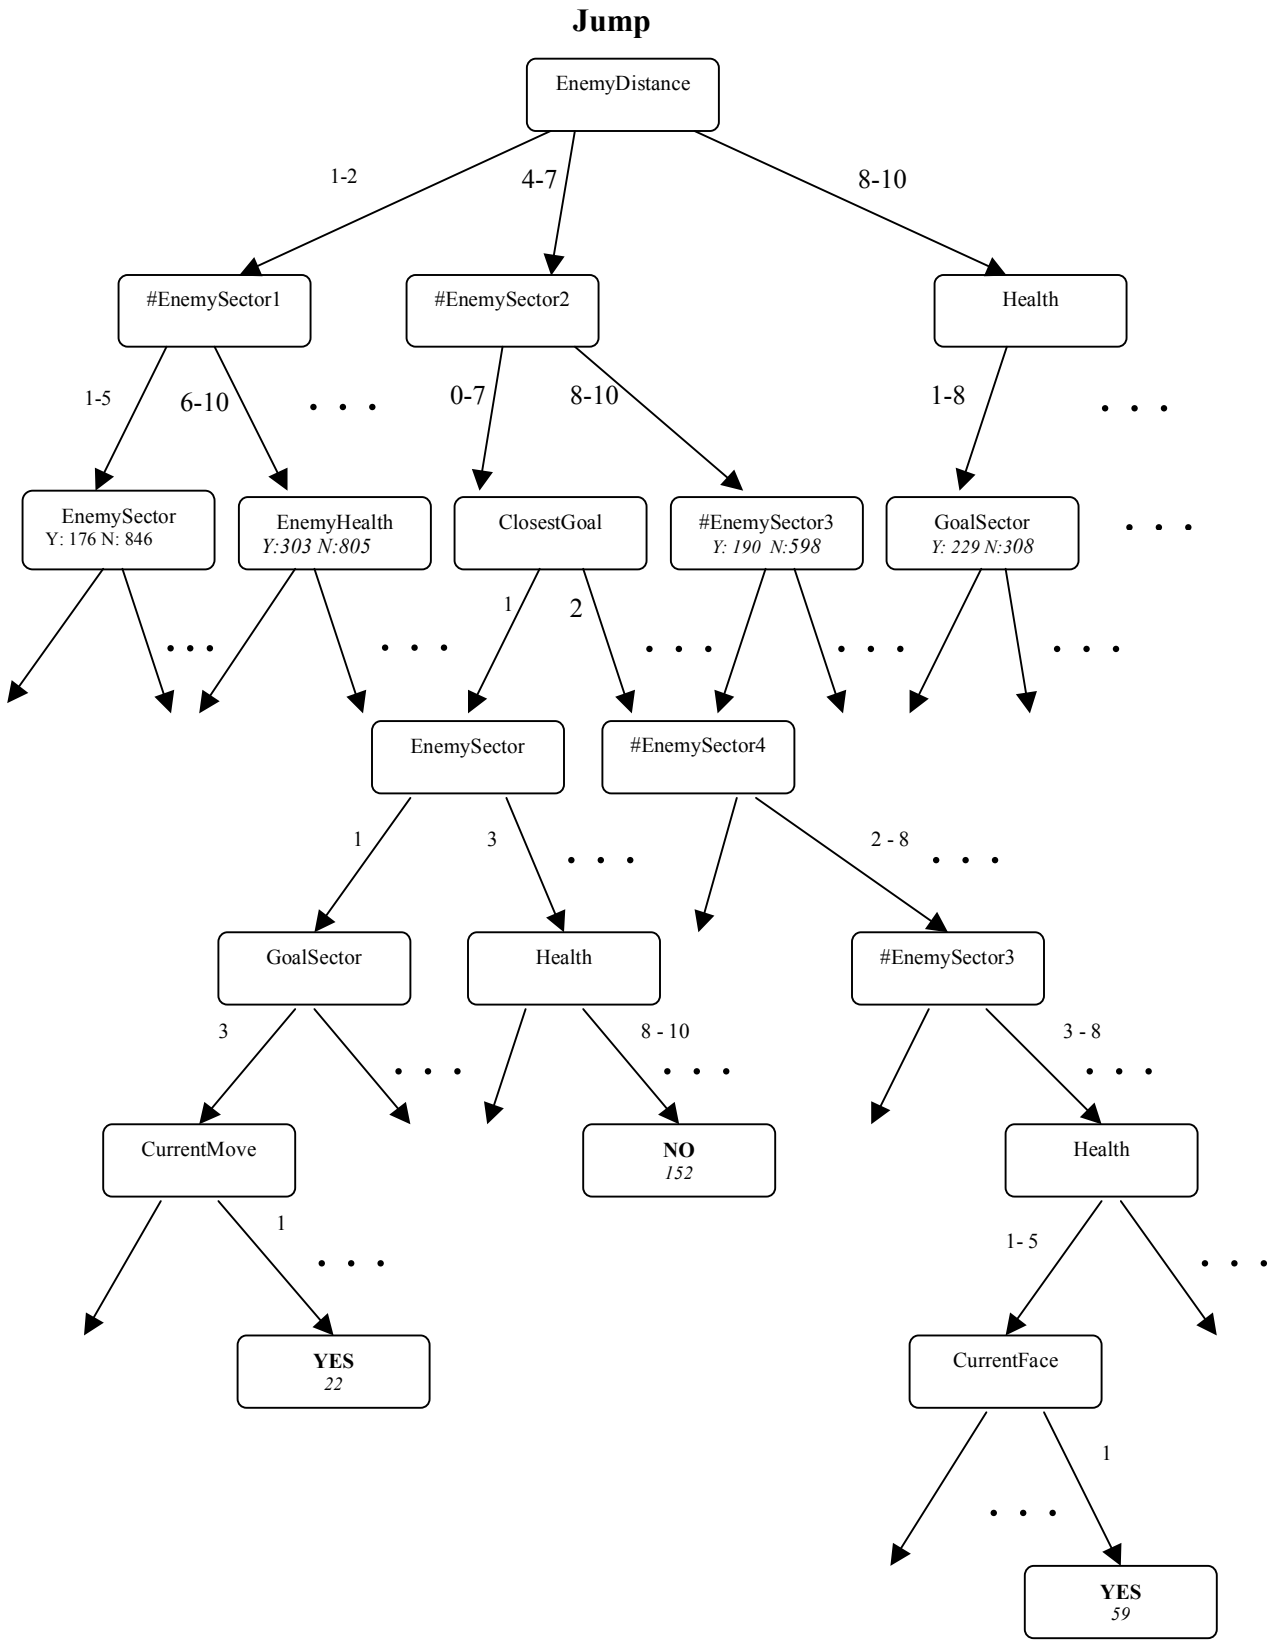 Jump
EnemyDistance
1-2
4-7
8-10
#EnemySector1
#EnemySector2
Health
1-5
6-10
. . .
0-7
8-10
1-8
. . .
EnemySector
Y: 176 N: 846
EnemyHealth
Y:303 N:805
ClosestGoal
#EnemySector3
Y: 190 N:598
GoalSector
Y: 229 N:308
. . .
1
2
. . .
. . .
. . .
. . .
. . .
EnemySector
#EnemySector4
1
3
. . .
2 - 8
. . .
GoalSector
Health
#EnemySector3
3
. . .
8 - 10
. . .
3 - 8
. . .
CurrentMove
NO
152
Health
1
. . .
1- 5
. . .
YES
22
CurrentFace
1
. . .
YES
59